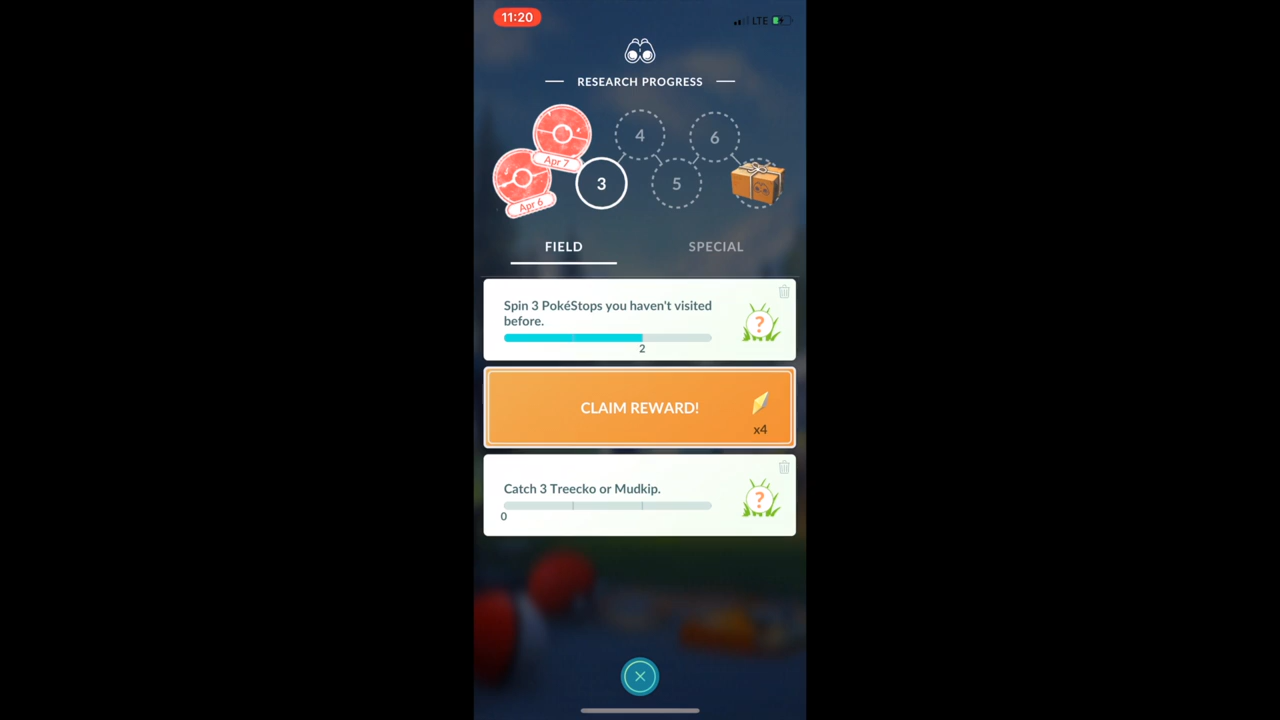 11:20
LTE
RESEARCH PROGRESS
Apr 7
4
6
Apr 6
3
5
FIELD
SPECIAL
Spin 3 PokéStops you haven't visited
before.
?
2
CLAIM REWARD!
x4
Catch 3 Treecko or Mudkip.
?
0